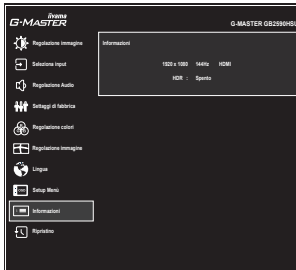 iiyama
G-MASTER
G-MASTER GB2590HSU
Regolazione immagine
Informazioni
Selezione input
1920 x 1080 144Hz HDMI
HDR : Spento
Regolazione Audio
Settaggi di fabbrica
Regolazione colori
Regolazione immagine
Lingua
OSD
Setup Menù
Informazioni
Ripristino